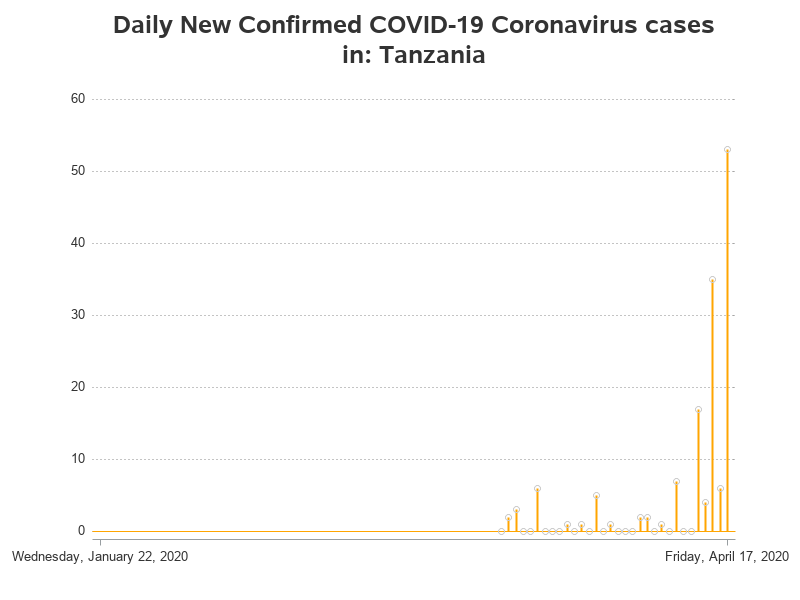 Daily New Confirmed COVID-19 Coronavirus cases
in: Tanzania
60
50
40
30
20
10
0
Wednesday, January 22, 2020
Friday, April 17, 2020